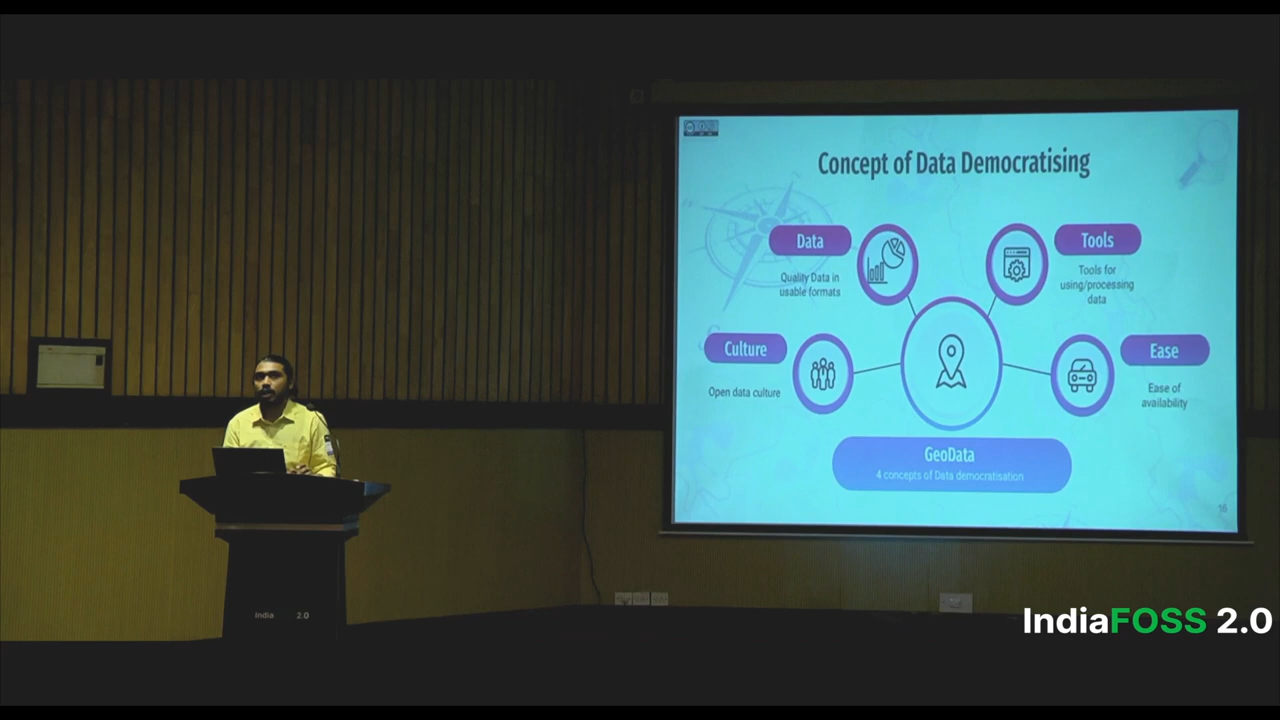 Concept of Data Democratising
Data
Quality Data in
usable formats
Tools
Tools for
using/processing
data
Culture
Open data culture
Ease
Ease of
availability
GeoData
4 concepts of Data democratisation
16
India 2.0
IndiaFOSS 2.0